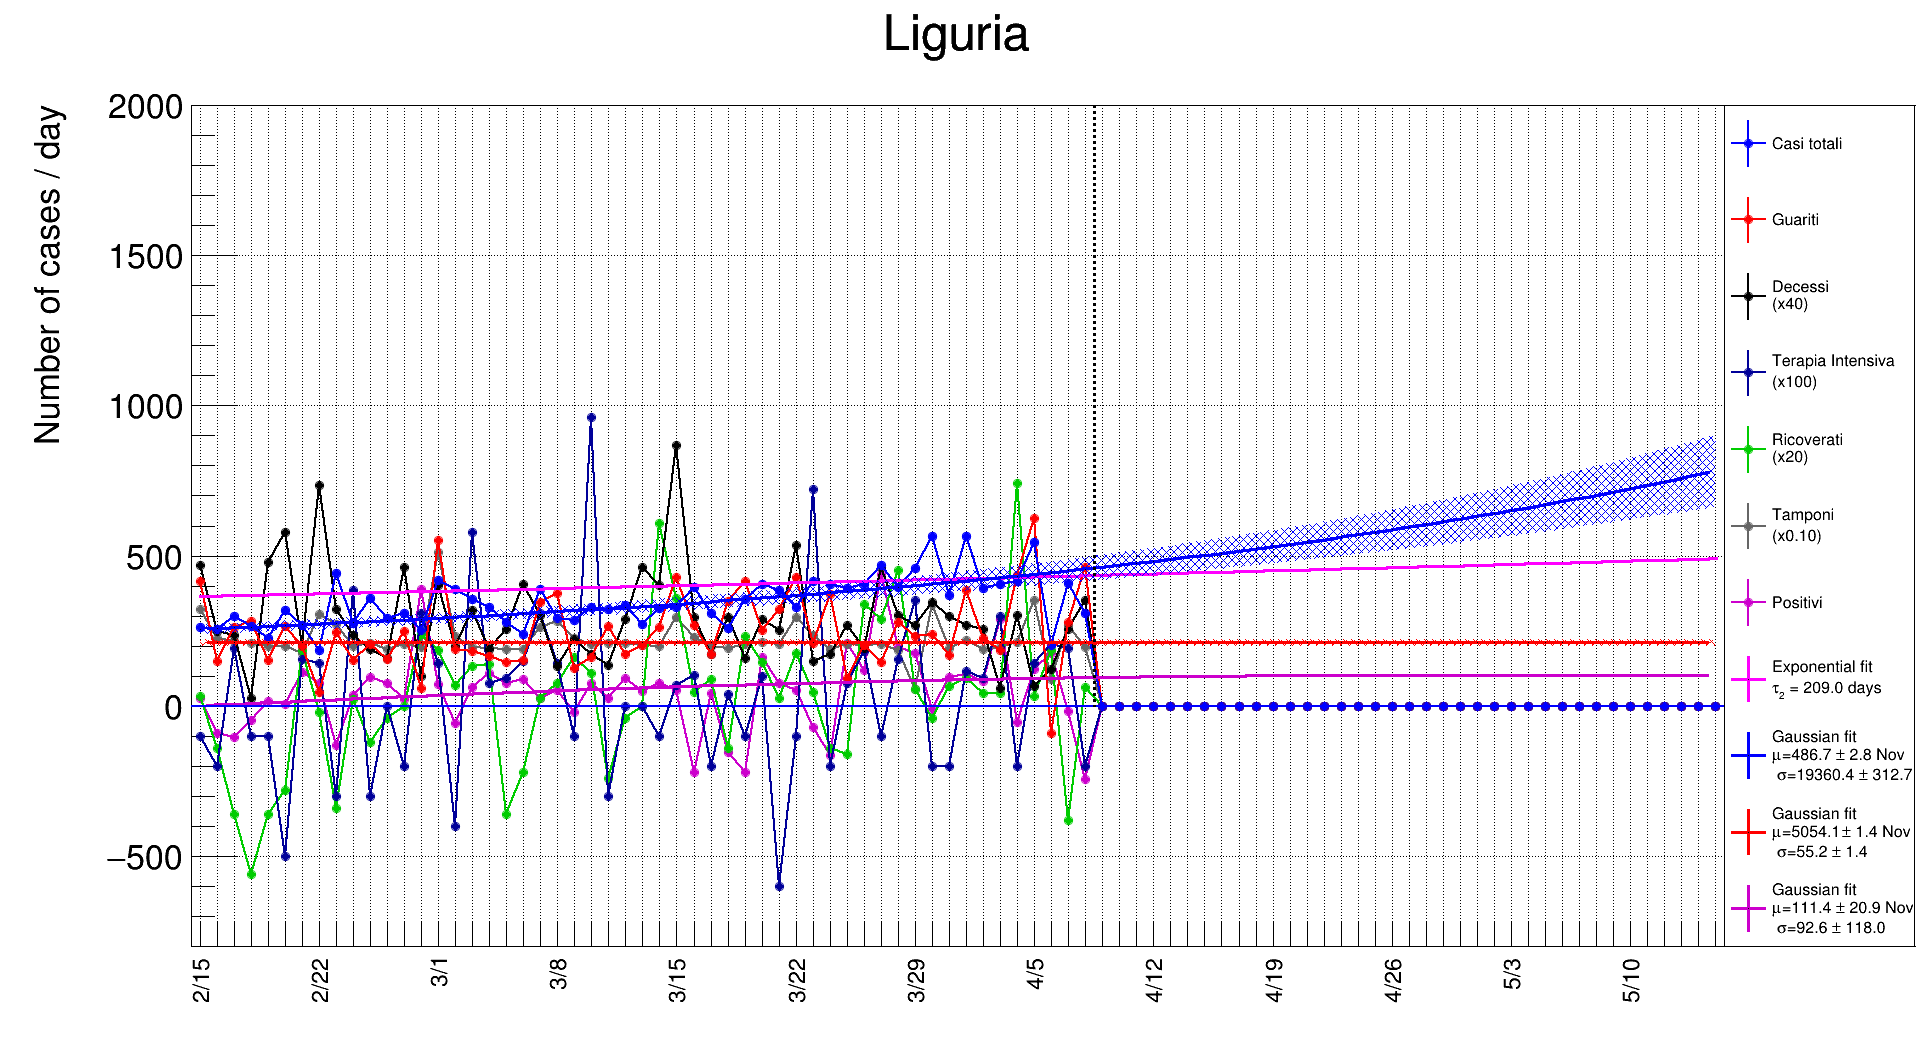 Liguria
Number of cases / day
2000
1500
1000
500
0
−500
2/15
2/22
3/1
3/8
3/15
3/22
3/29
4/5
4/12
4/19
4/26
5/3
5/10
Casi totali
Guariti
Decessi
(x40)
Terapia Intensiva
(x100)
Ricoverati
(x20)
Tamponi
(x0.10)
Positivi
Exponential fit
τ2 = 209.0 days
Gaussian fit
μ=486.7 ± 2.8 Nov
σ=19360.4 ± 312.7
Gaussian fit
μ=5054.1 ± 1.4 Nov
σ=55.2 ± 1.4
Gaussian fit
μ=111.4 ± 20.9 Nov
σ=92.6 ± 118.0